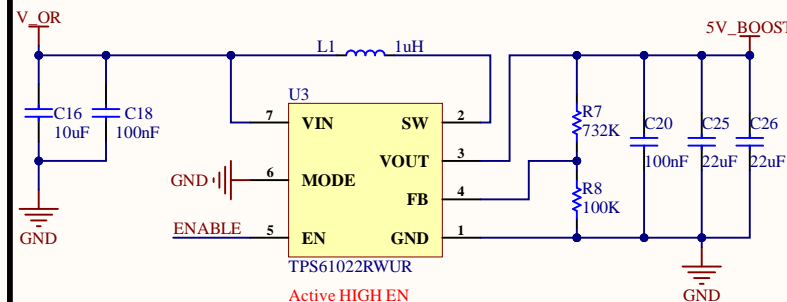 V_OR
5V_BOOST
L1 1uH
U3
C16
10uF
C18
100nF
7 VIN SW 2
VOUT 3
GND 6 MODE
FB 4
ENABLE 5 EN GND 1
R7
732K
R8
100K
C20
100nF
C25
22uF
C26
22uF
GND
TPS61022RWUR
Active HIGH EN
GND